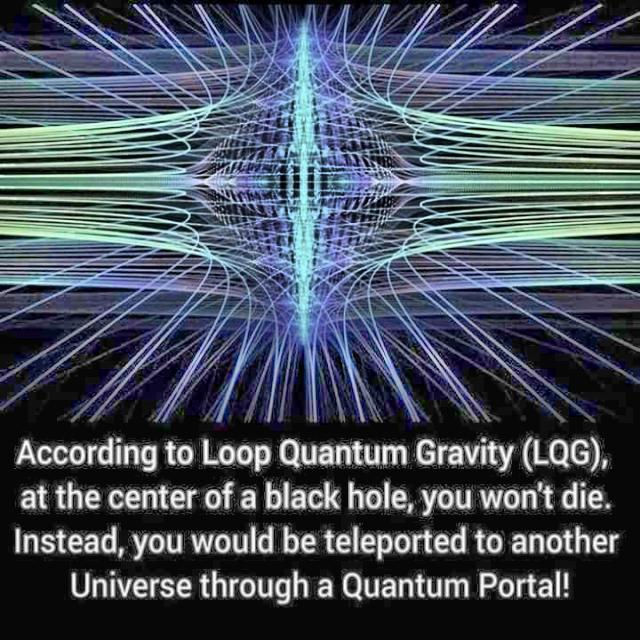 According to Loop Quantum Gravity (LQG),
at the center of a black hole, you won't die.
Instead, you would be teleported to another
Universe through a Quantum Portal!